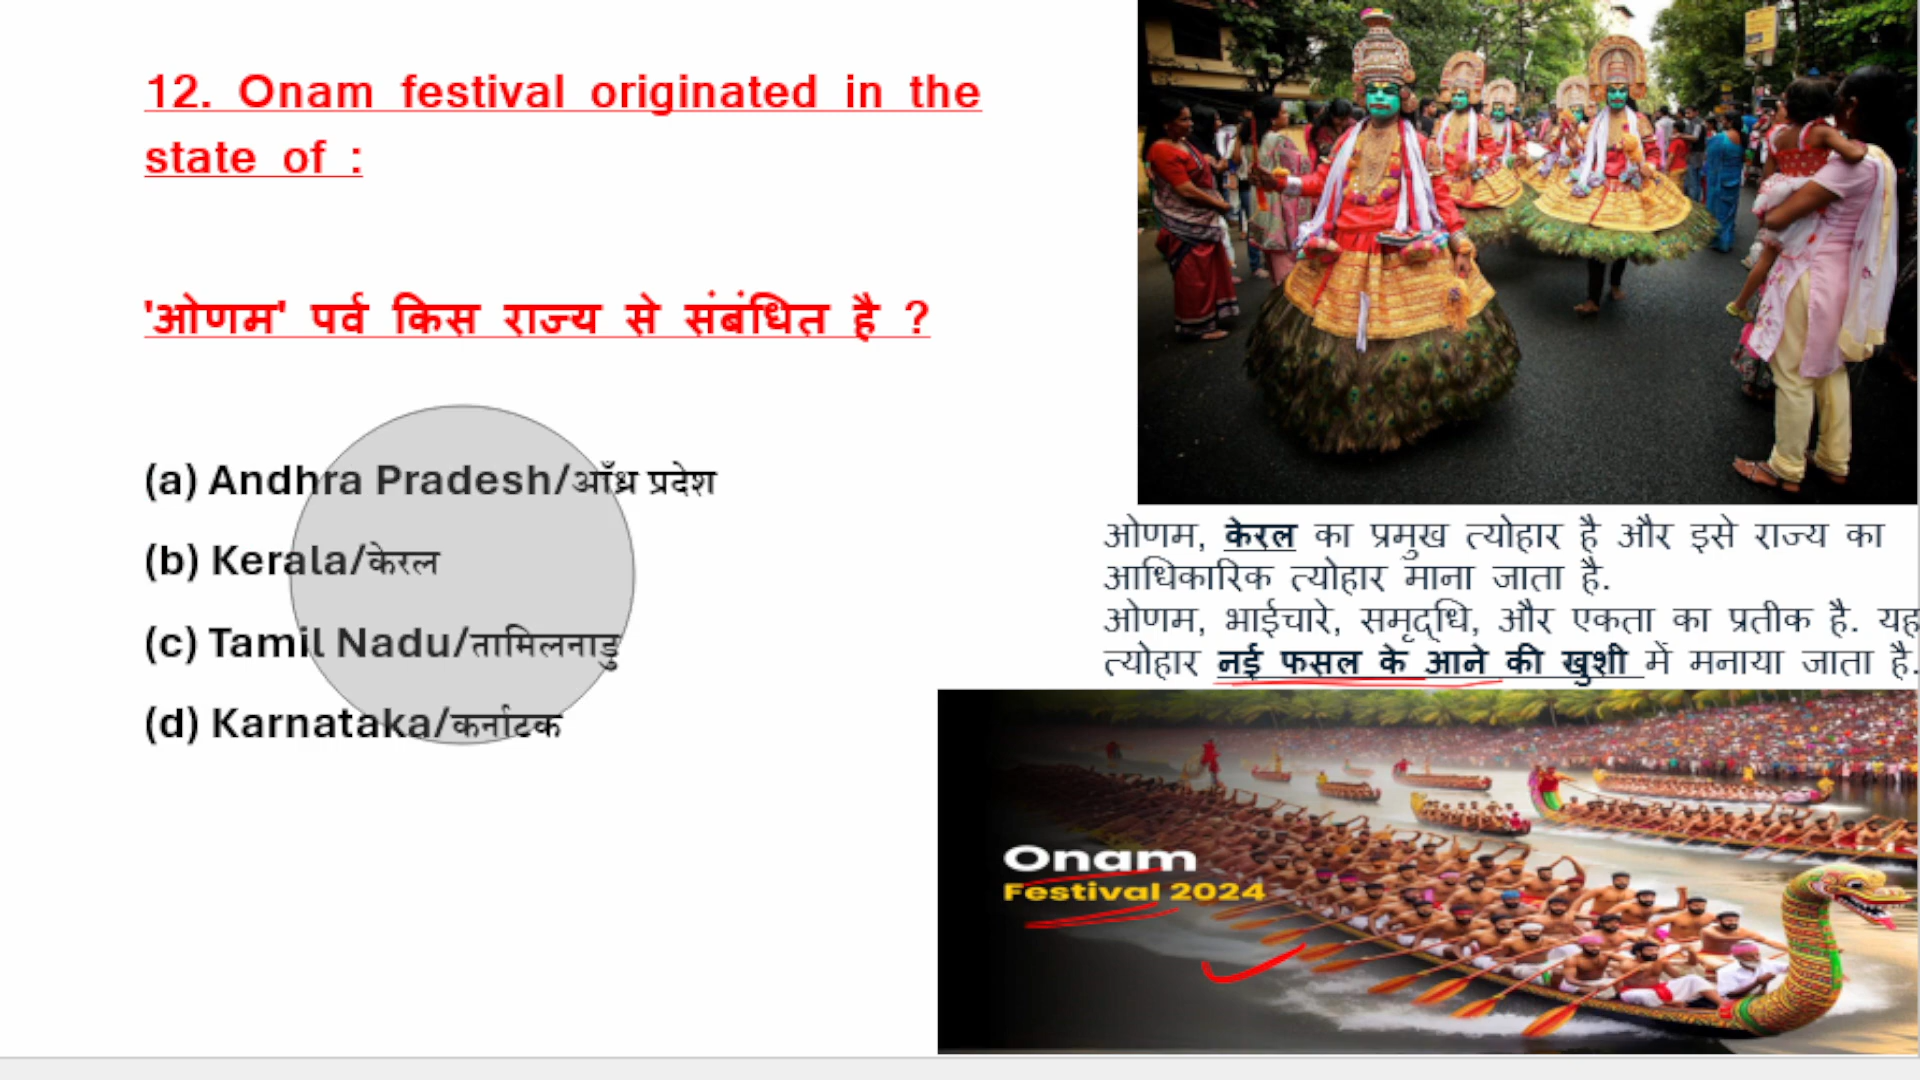 12. Onam festival originated in the
state of :
'ओणम' पर्व किस राज्य से संबंधित है ?
(a) Andhra Pradesh/आँध्र प्रदेश
(b) Kerala/केरल
(c) Tamil Nadu/तामिलनाडु
(d) Karnataka/कर्नाटक
ओणम, केरल का प्रमुख त्योहार है और इसे राज्य का
आधिकारिक त्योहार माना जाता है.
ओणम, भाईचारे, समृद्धि, और एकता का प्रतीक है. यह
त्योहार नई फसल के आने की खुशी में मनाया जाता है.
Onam
Festival 2024